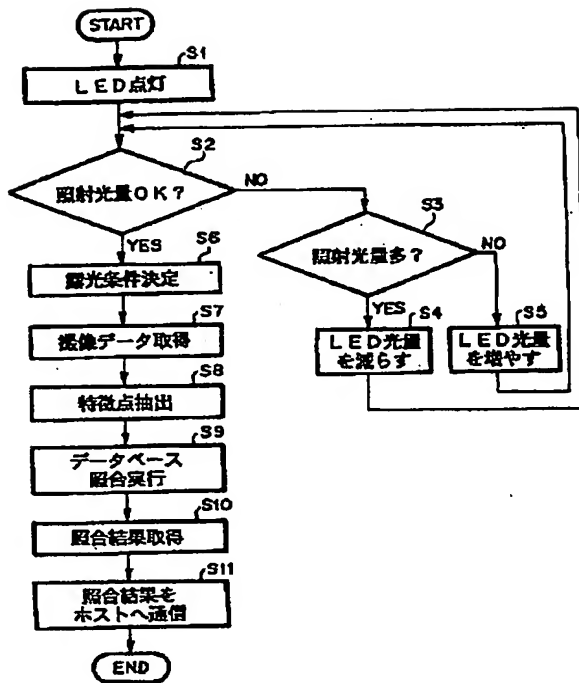 START
S1
LED点灯
S2
照射光量OK?
NO
S3
照射光量多?
NO
YES
YES
S6
露光条件決定
S4
LED光量
を減らす
S5
LED光量
を増やす
S7
撮像データ取得
S8
特徴点抽出
S9
データベース
照合実行
S10
照合結果取得
S11
照合結果を
ホストへ通信
END